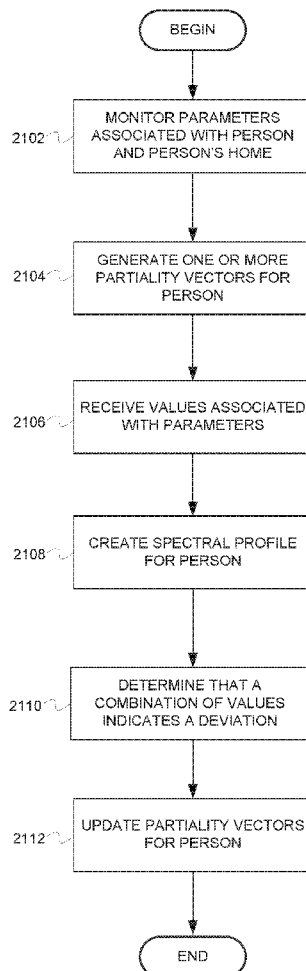 BEGIN
2102
MONITOR PARAMETERS
ASSOCIATED WITH PERSON
AND PERSON'S HOME
2104
GENERATE ONE OR MORE
PARTIALITY VECTORS FOR
PERSON
2106
RECEIVE VALUES ASSOCIATED
WITH PARAMETERS
2108
CREATE SPECTRAL PROFILE
FOR PERSON
2110
DETERMINE THAT A
COMBINATION OF VALUES
INDICATES A DEVIATION
2112
UPDATE PARTIALITY VECTORS
FOR PERSON
END